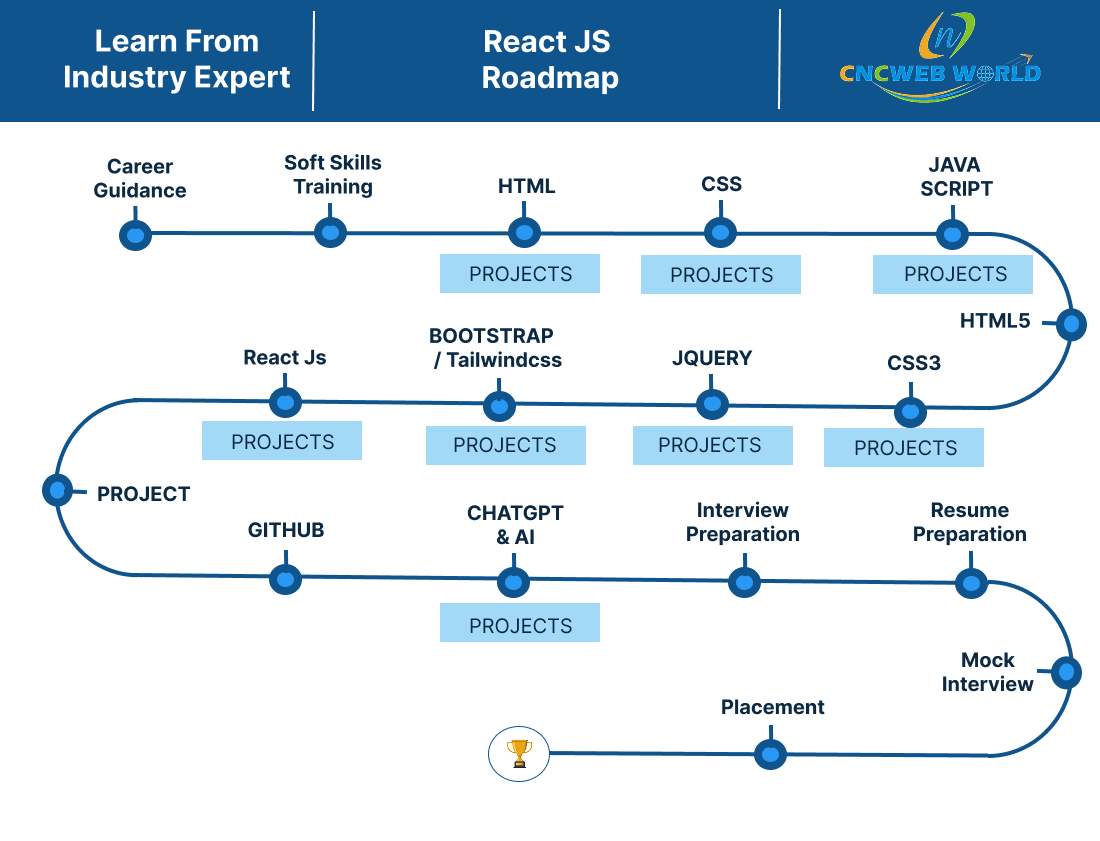 Learn From
Industry Expert
React JS
Roadmap
n
CNCWEB WORLD
Career
Guidance
Soft Skills
Training
HTML
CSS
JAVA
SCRIPT
PROJECTS
PROJECTS
PROJECTS
HTML5
CSS3
JQUERY
BOOTSTRAP
/ Tailwindcss
React Js
PROJECTS
PROJECTS
PROJECTS
PROJECTS
PROJECT
GITHUB
CHATGPT
& AI
Interview
Preparation
Resume
Preparation
PROJECTS
Mock
Interview
Placement